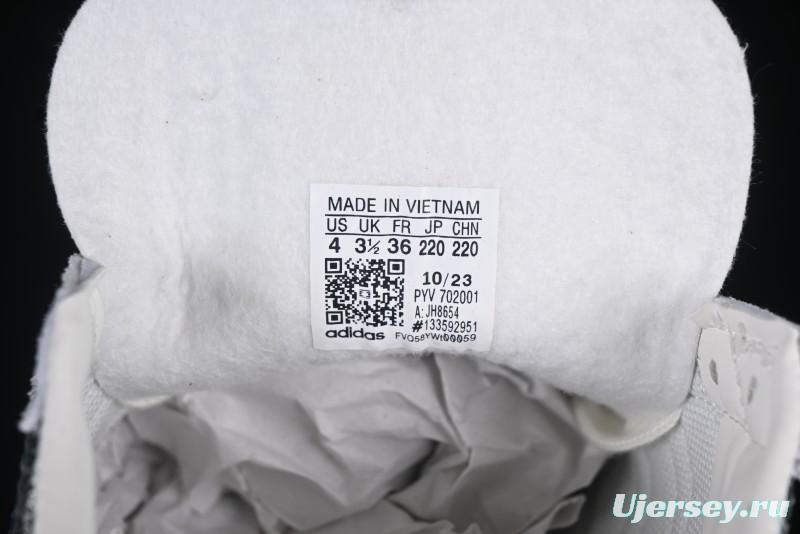 MADE IN VIETNAM
US UK FR JP CHN
4 3½ 36 220 220
10/23
PYV 702001
A: JH8654
#133592951
adidas FVQ58YWt00059
Ujersey.ru